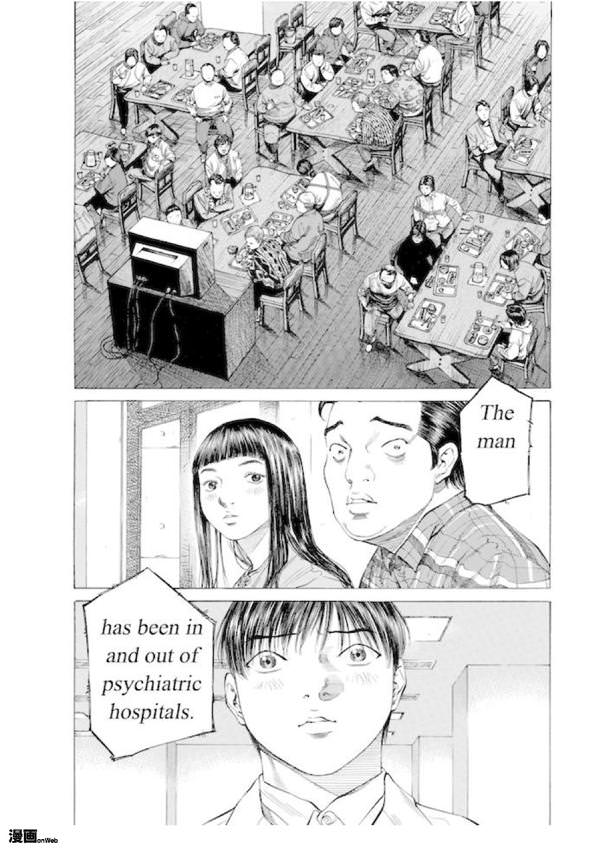 The
man
has been in
and out of
psychiatric
hospitals.
漫画onWeb